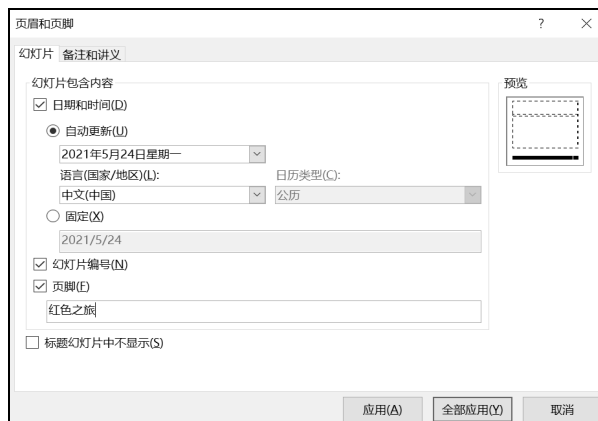 页眉和页脚 ? ×
幻灯片 备注和讲义
幻灯片包含内容 预览
日期和时间(D)
自动更新(U)
2021年5月24日星期一
语言(国家/地区)(L): 日历类型(C):
中文(中国) 公历
固定(X)
2021/5/24
幻灯片编号(N)
页脚(F)
红色之旅
标题幻灯片中不显示(S)
应用(A) 全部应用(Y) 取消